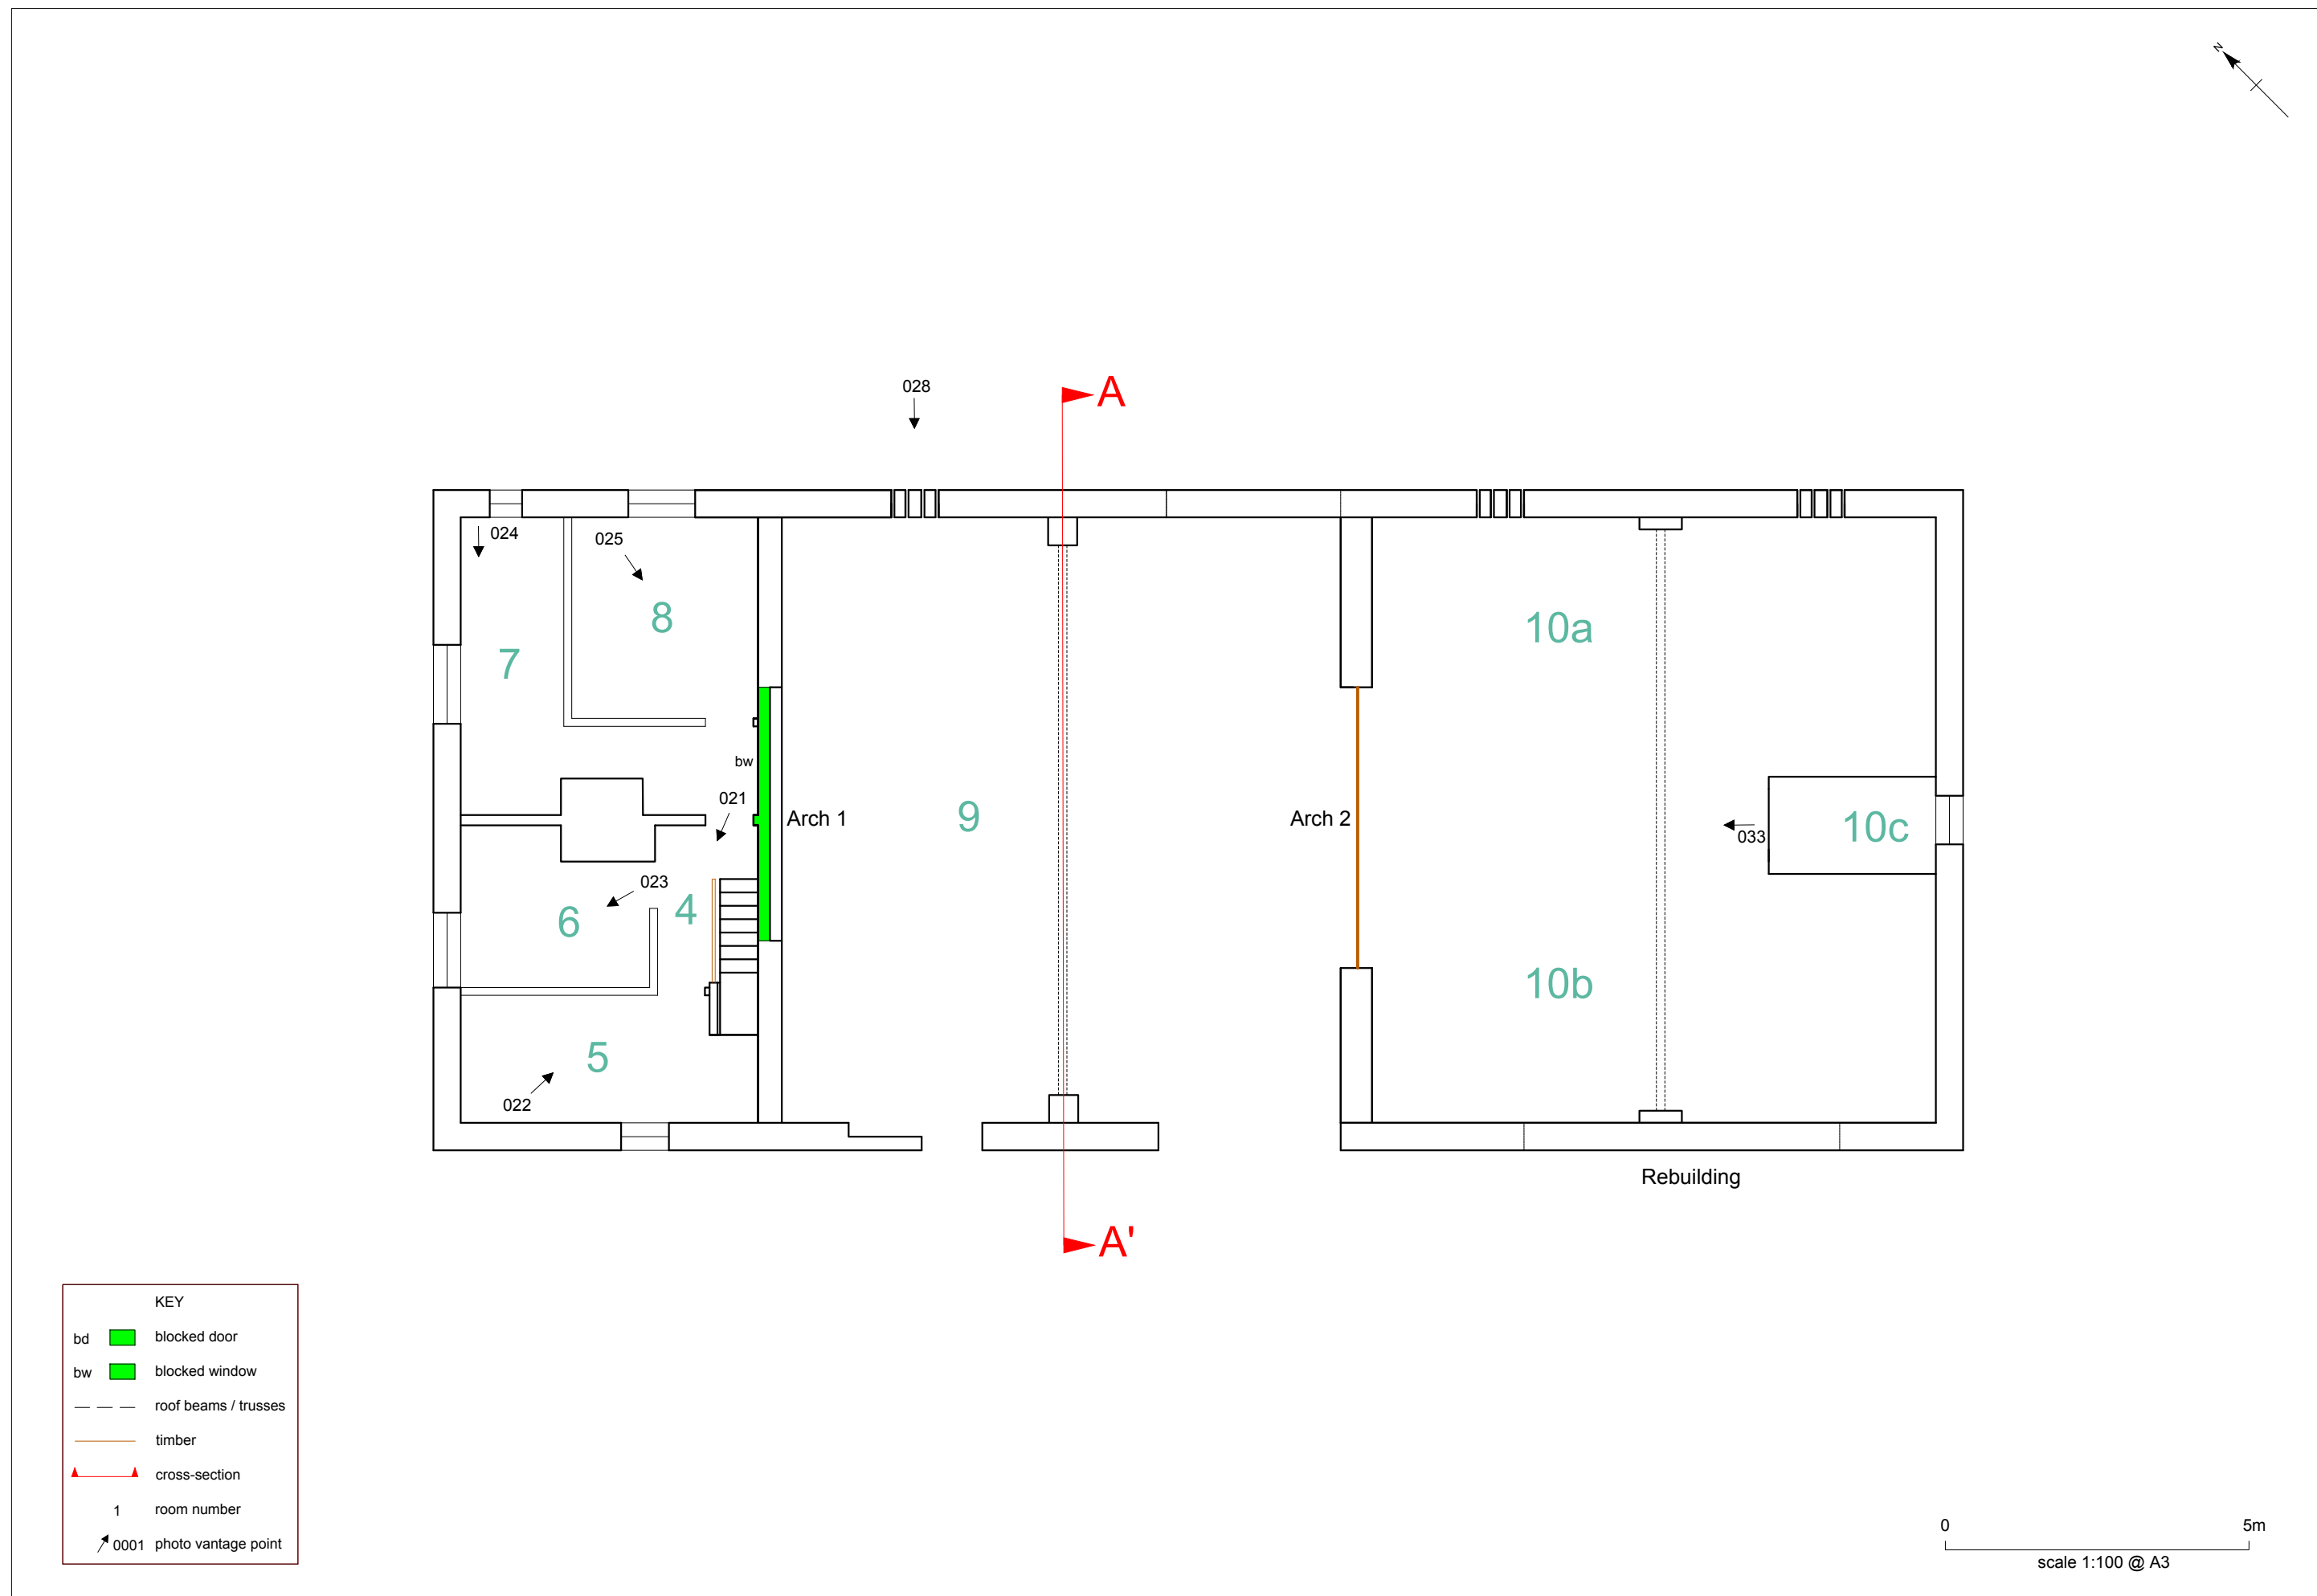 N
028
A
024
025
8
7
10a
bw
021
Arch 1
9
Arch 2
10c
033
023
6
4
10b
5
022
Rebuilding
A'
KEY
bd blocked door
bw blocked window
roof beams / trusses
timber
cross-section
1 room number
0001 photo vantage point
0 5m
scale 1:100 @ A3